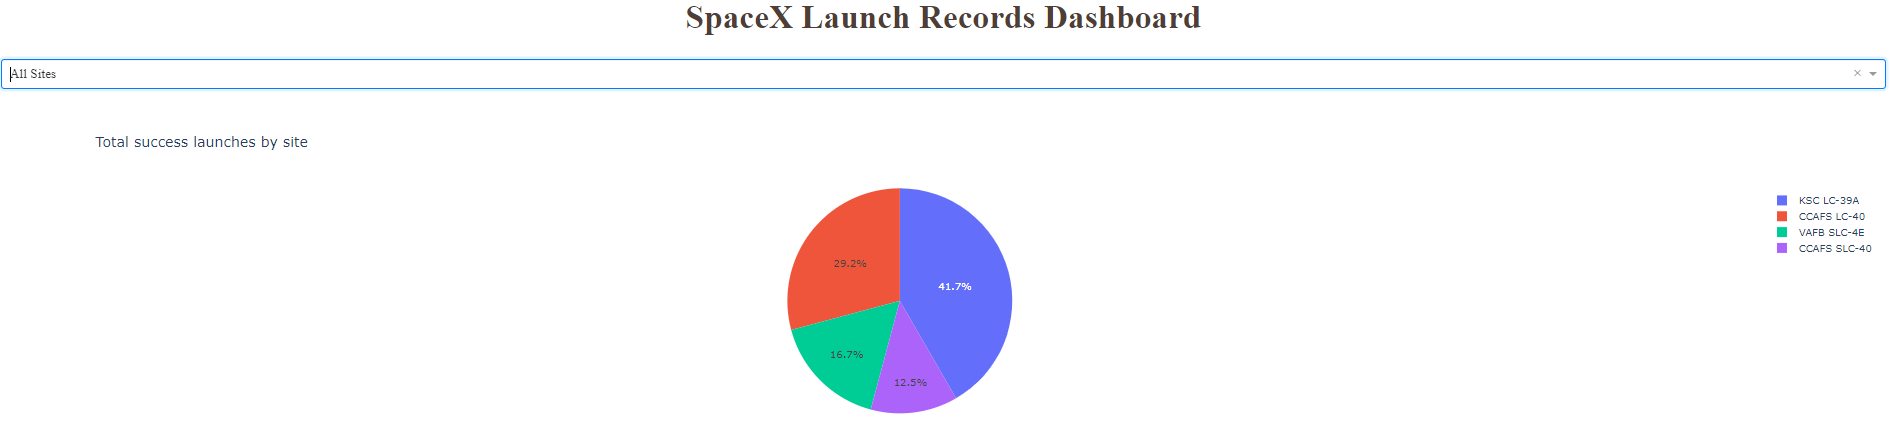 SpaceX Launch Records Dashboard
All Sites
Total success launches by site
KSC LC-39A
CCAFS LC-40
VAFB SLC-4E
CCAFS SLC-40
29.2%
41.7%
16.7%
12.5%